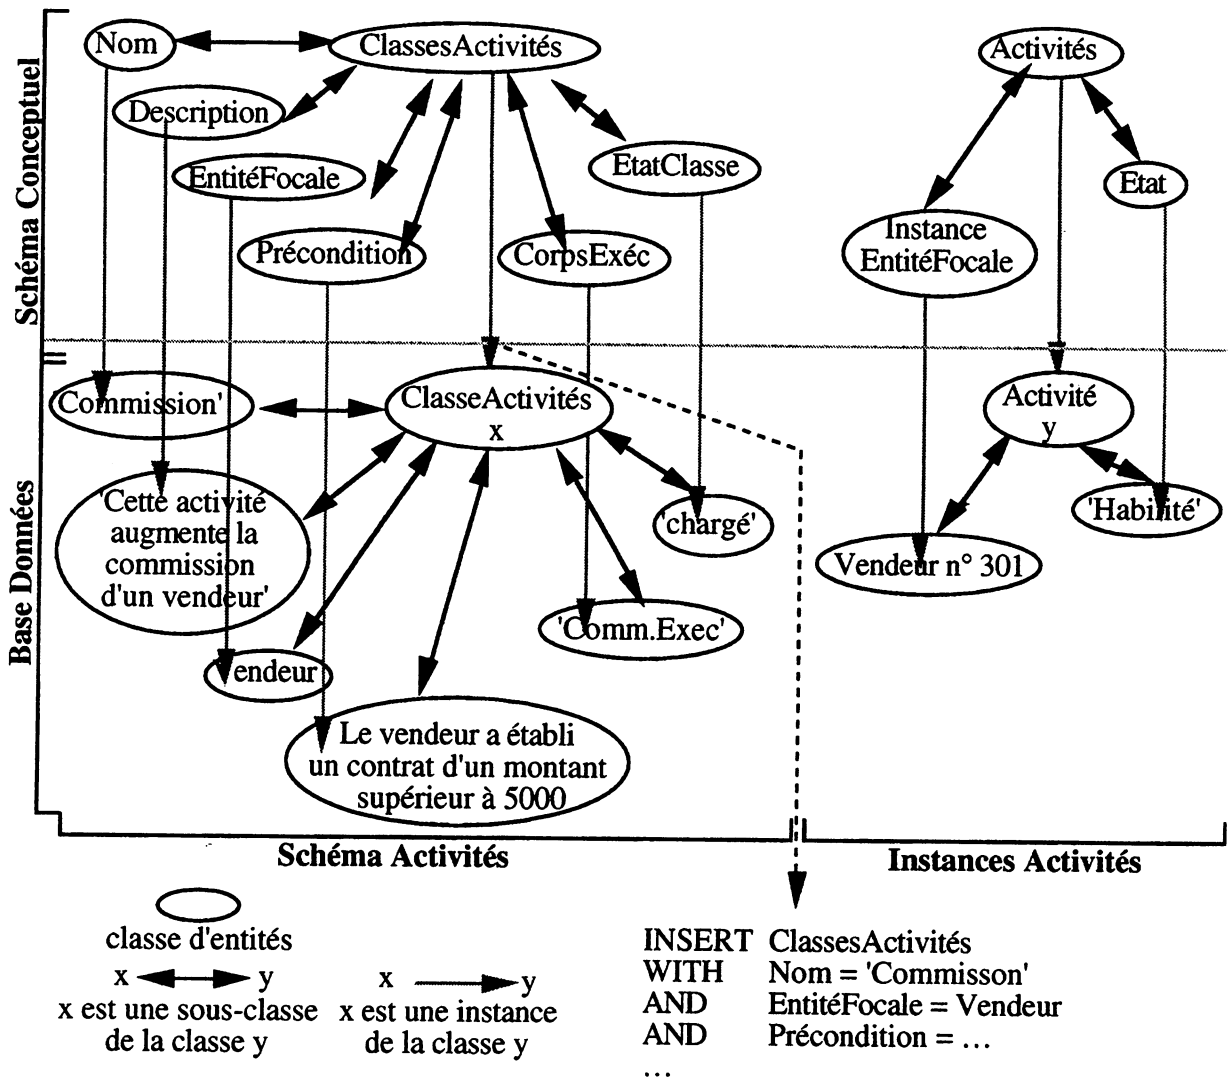 Schéma Conceptuel
Nom
ClassesActivités
Activités
Description
EntitéFocale
EtatClasse
Etat
Précondition
CorpsExéc
Instance
EntitéFocale
Base Données
'Commission'
ClasseActivités
x
Activité
y
'Cette activité
augmente la
commission
d'un vendeur'
'chargé'
'Habilité'
Vendeur n° 301
'Comm.Exec'
Vendeur
Le vendeur a établi
un contrat d'un montant
supérieur à 5000
Schéma Activités
Instances Activités
classe d'entités
x y
x est une sous-classe
de la classe y
x y
x est une instance
de la classe y
INSERT ClassesActivités
WITH Nom = 'Commisson'
AND EntitéFocale = Vendeur
AND Précondition = …
…